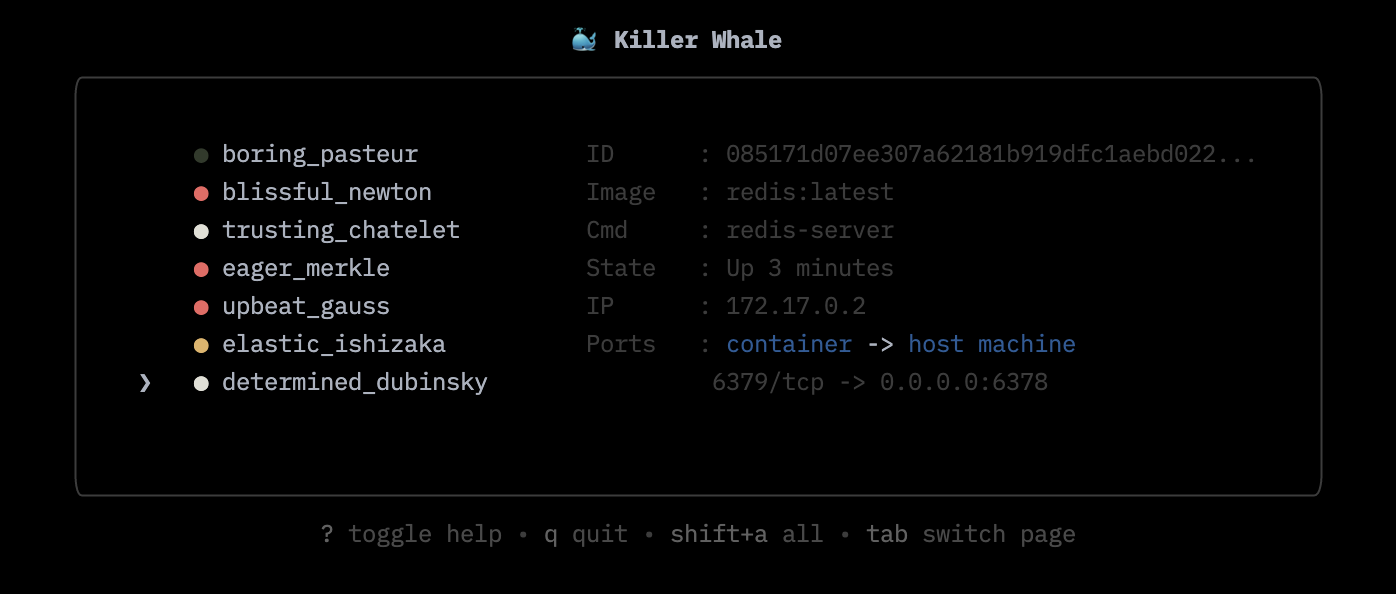 🐳 Killer Whale
● boring_pasteur ID : 085171d07ee307a62181b919dfc1aebd022...
● blissful_newton Image : redis:latest
● trusting_chatelet Cmd : redis-server
● eager_merkle State : Up 3 minutes
● upbeat_gauss IP : 172.17.0.2
● elastic_ishizaka Ports : container -> host machine
❯ ● determined_dubinsky 6379/tcp -> 0.0.0.0:6378
? toggle help • q quit • shift+a all • tab switch page